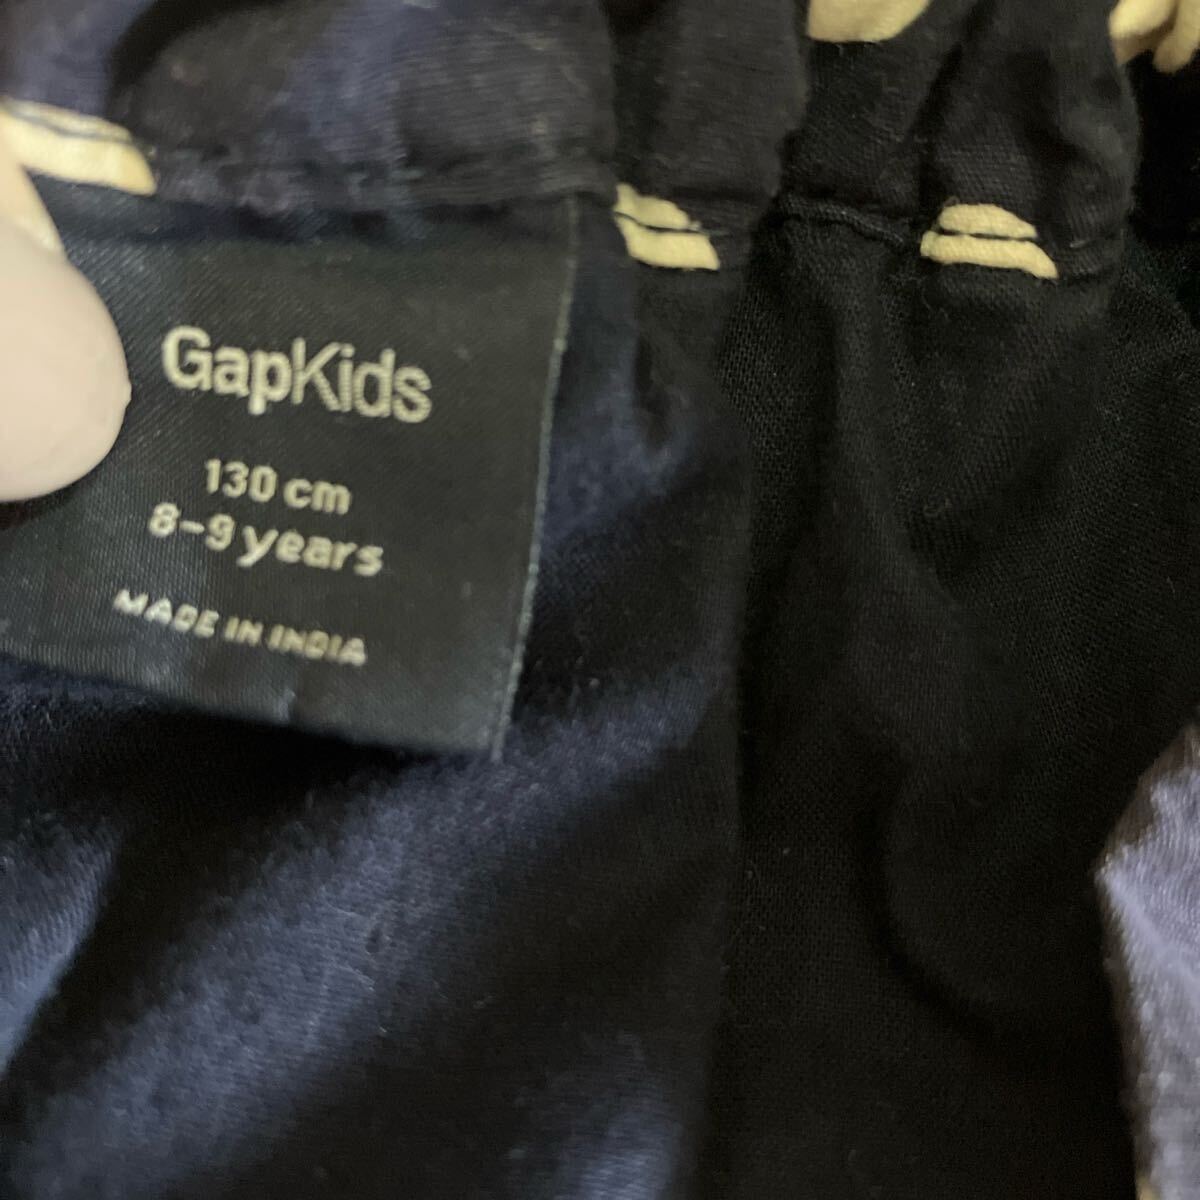 GapKids
130 cm
8-9 years
MADE IN INDIA